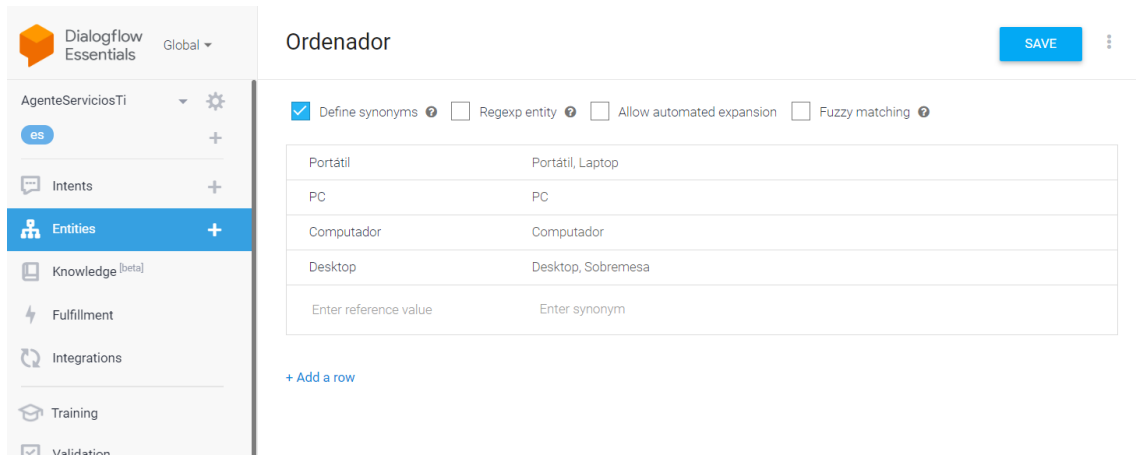 Dialogflow
Essentials
Global
AgenteServiciosTi
es
Intents
Entities
Knowledge [beta]
Fulfillment
Integrations
Training
Validation
Ordenador
SAVE
Define synonyms Regexp entity Allow automated expansion Fuzzy matching
Portátil Portátil, Laptop
PC PC
Computador Computador
Desktop Desktop, Sobremesa
Enter reference value Enter synonym
+ Add a row